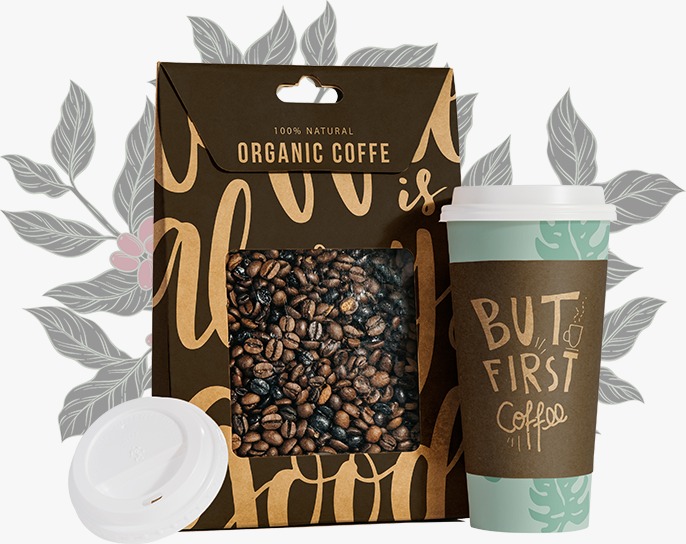 100% NATURAL
ORGANIC COFFE
is
BUT
FIRST
Coffee